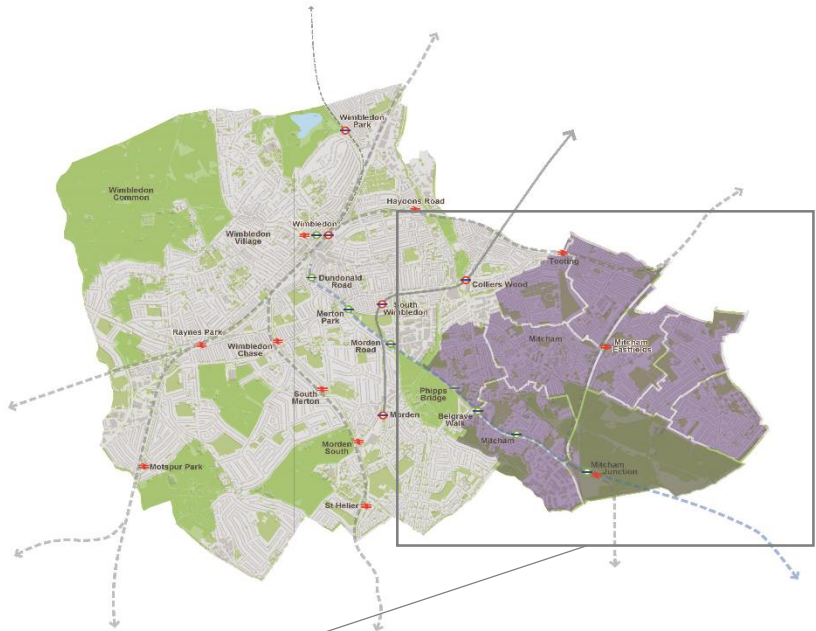 Wimbledon
Park
Wimbledon
Common
Haydons Road
Wimbledon
Wimbledon
Village
Tooting
Dundonald
Road
Colliers Wood
South
Wimbledon
Merton
Park
Raynes Park
Wimbledon
Chase
Morden
Road
Mitcham
Mitcham
Eastfields
South
Merton
Phipps
Bridge
Belgrave
Walk
Morden
Mitcham
Morden
South
Motspur Park
Mitcham
Junction
St Helier